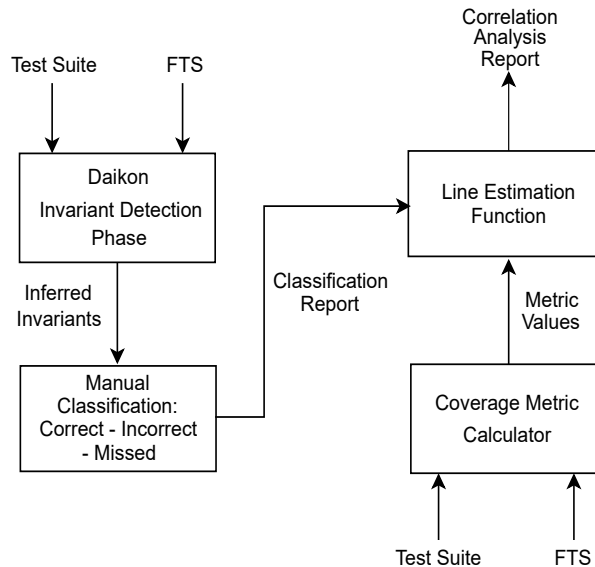 Correlation
Analysis
Report
Test Suite
FTS
Daikon
Invariant Detection
Phase
Line Estimation
Function
Inferred
Invariants
Classification
Report
Metric
Values
Manual
Classification:
Correct - Incorrect
- Missed
Coverage Metric
Calculator
Test Suite
FTS